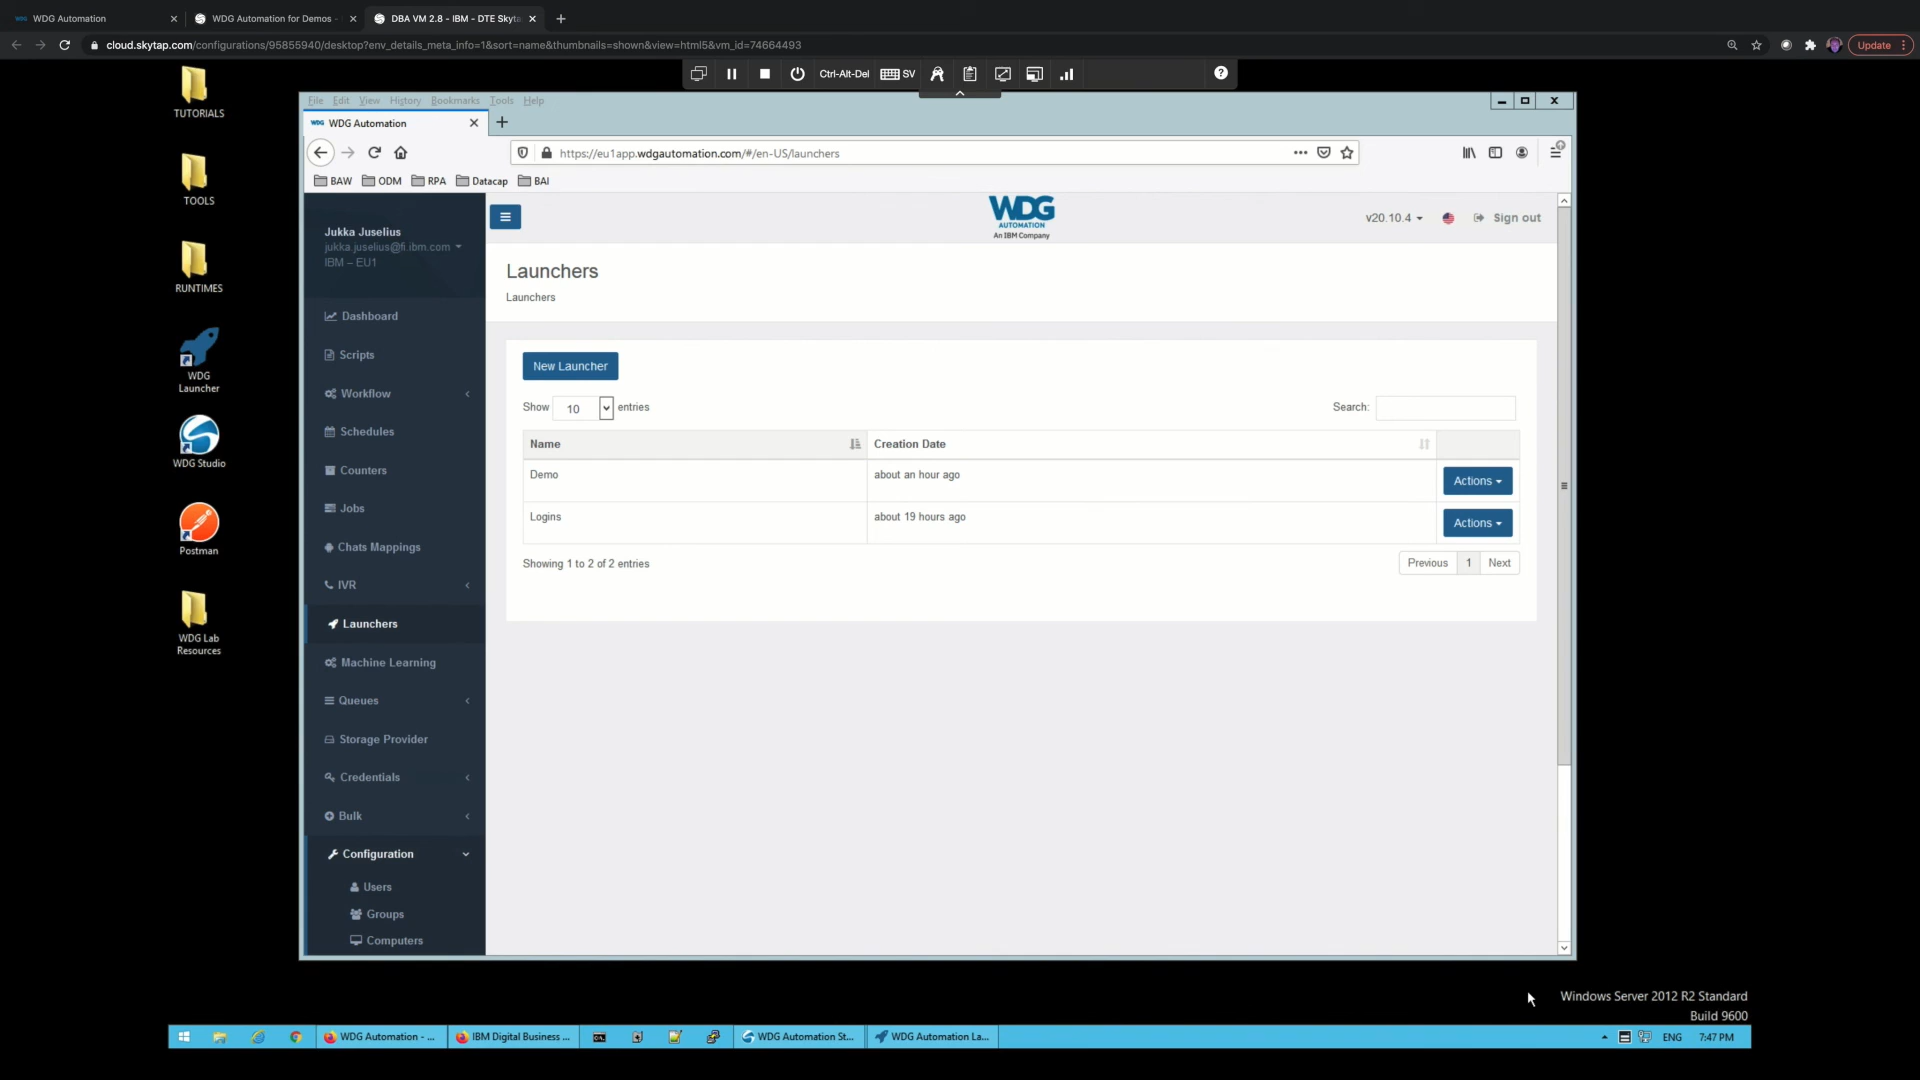 WDG Automation
WDG Automation for Demos -
DBA VM 2.8 - IBM - DTE Skyta
cloud.skytap.com/configurations/95855940/desktop?env_details_meta_info=1&sort=name&thumbnails=shown&view=html5&vm_id=74664493
Update
Ctrl-Alt-Del
SV
TUTORIALS
TOOLS
RUNTIMES
WDG
Launcher
WDG Studio
Postman
WDG Lab
Resources
File Edit View History Bookmarks Tools Help
WDG WDG Automation
https://eu1app.wdgautomation.com/#/en-US/launchers
BAW ODM RPA Datacap BAI
Jukka Juselius
jukka.juselius@fi.ibm.com
IBM – EU1
WDG
AUTOMATION
An IBM Company
v20.10.4
Sign out
Dashboard
Scripts
Workflow
Schedules
Counters
Jobs
Chats Mappings
IVR
Launchers
Machine Learning
Queues
Storage Provider
Credentials
Bulk
Configuration
Users
Groups
Computers
Launchers
Launchers
New Launcher
Show 10 entries
Search:
Name Creation Date
Demo about an hour ago Actions
Logins about 19 hours ago Actions
Showing 1 to 2 of 2 entries
Previous 1 Next
Windows Server 2012 R2 Standard
Build 9600
WDG Automation - ...
IBM Digital Business ...
WDG Automation St...
WDG Automation La...
ENG
7:47 PM